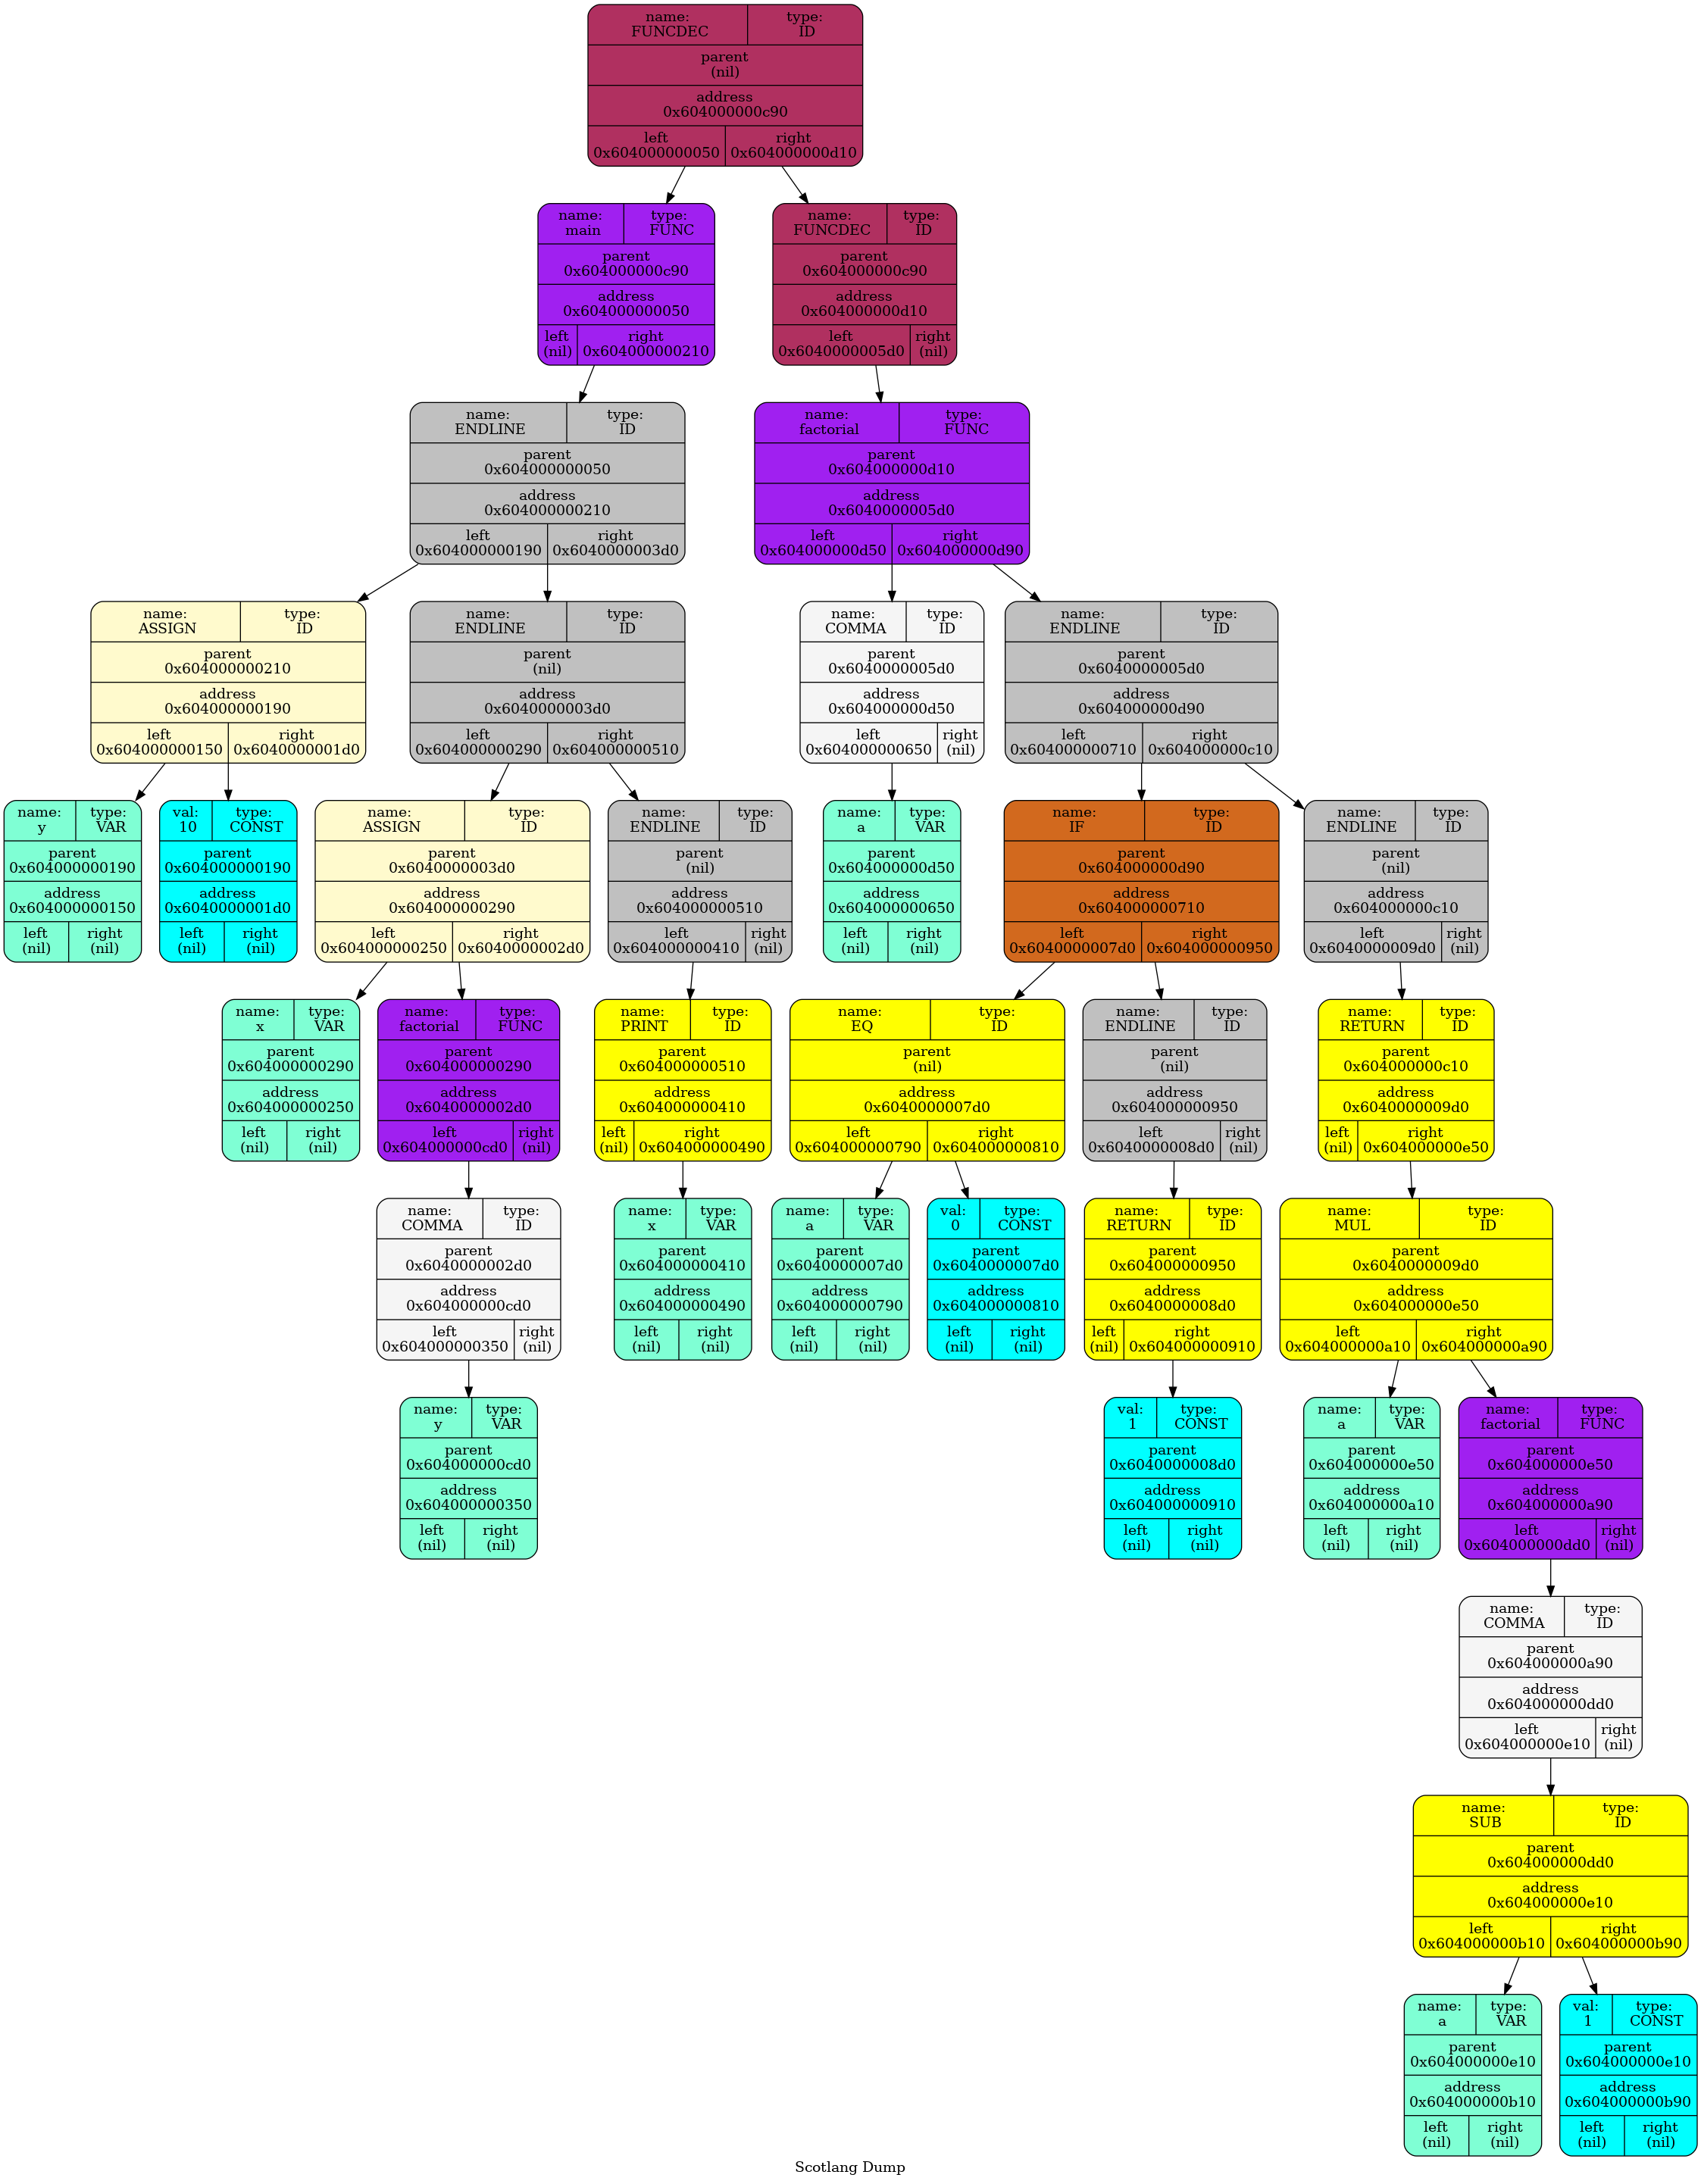 name: type:
FUNCDEC ID
parent
(nil)
address
0x604000000c90
left right
0x604000000050 0x604000000d10
name: type:
main FUNC
parent
0x604000000c90
address
0x604000000050
left right
(nil) 0x604000000210
name: type:
FUNCDEC ID
parent
0x604000000c90
address
0x604000000d10
left right
0x6040000005d0 (nil)
name: type:
ENDLINE ID
parent
0x604000000050
address
0x604000000210
left right
0x604000000190 0x6040000003d0
name: type:
factorial FUNC
parent
0x604000000d10
address
0x6040000005d0
left right
0x604000000d50 0x604000000d90
name: type:
ASSIGN ID
parent
0x604000000210
address
0x604000000190
left right
0x604000000150 0x6040000001d0
name: type:
ENDLINE ID
parent
(nil)
address
0x6040000003d0
left right
0x604000000290 0x604000000510
name: type:
COMMA ID
parent
0x6040000005d0
address
0x604000000d50
left right
0x604000000650 (nil)
name: type:
ENDLINE ID
parent
0x6040000005d0
address
0x604000000d90
left right
0x604000000710 0x604000000c10
name: type:
y VAR
parent
0x604000000190
address
0x604000000150
left right
(nil) (nil)
val: type:
10 CONST
parent
0x604000000190
address
0x6040000001d0
left right
(nil) (nil)
name: type:
ASSIGN ID
parent
0x6040000003d0
address
0x604000000290
left right
0x604000000250 0x6040000002d0
name: type:
ENDLINE ID
parent
(nil)
address
0x604000000510
left right
0x604000000410 (nil)
name: type:
a VAR
parent
0x604000000d50
address
0x604000000650
left right
(nil) (nil)
name: type:
IF ID
parent
0x604000000d90
address
0x604000000710
left right
0x6040000007d0 0x604000000950
name: type:
ENDLINE ID
parent
(nil)
address
0x604000000c10
left right
0x6040000009d0 (nil)
name: type:
x VAR
parent
0x604000000290
address
0x604000000250
left right
(nil) (nil)
name: type:
factorial FUNC
parent
0x604000000290
address
0x6040000002d0
left right
0x604000000cd0 (nil)
name: type:
PRINT ID
parent
0x604000000510
address
0x604000000410
left right
(nil) 0x604000000490
name: type:
EQ ID
parent
(nil)
address
0x6040000007d0
left right
0x604000000790 0x604000000810
name: type:
ENDLINE ID
parent
(nil)
address
0x604000000950
left right
0x6040000008d0 (nil)
name: type:
RETURN ID
parent
0x604000000c10
address
0x6040000009d0
left right
(nil) 0x604000000e50
name: type:
COMMA ID
parent
0x6040000002d0
address
0x604000000cd0
left right
0x604000000350 (nil)
name: type:
x VAR
parent
0x604000000410
address
0x604000000490
left right
(nil) (nil)
name: type:
a VAR
parent
0x6040000007d0
address
0x604000000790
left right
(nil) (nil)
val: type:
0 CONST
parent
0x6040000007d0
address
0x604000000810
left right
(nil) (nil)
name: type:
RETURN ID
parent
0x604000000950
address
0x6040000008d0
left right
(nil) 0x604000000910
name: type:
MUL ID
parent
0x6040000009d0
address
0x604000000e50
left right
0x604000000a10 0x604000000a90
name: type:
y VAR
parent
0x604000000cd0
address
0x604000000350
left right
(nil) (nil)
val: type:
1 CONST
parent
0x6040000008d0
address
0x604000000910
left right
(nil) (nil)
name: type:
a VAR
parent
0x604000000e50
address
0x604000000a10
left right
(nil) (nil)
name: type:
factorial FUNC
parent
0x604000000e50
address
0x604000000a90
left right
0x604000000dd0 (nil)
name: type:
COMMA ID
parent
0x604000000a90
address
0x604000000dd0
left right
0x604000000e10 (nil)
name: type:
SUB ID
parent
0x604000000dd0
address
0x604000000e10
left right
0x604000000b10 0x604000000b90
name: type:
a VAR
parent
0x604000000e10
address
0x604000000b10
left right
(nil) (nil)
val: type:
1 CONST
parent
0x604000000e10
address
0x604000000b90
left right
(nil) (nil)
Scotlang Dump